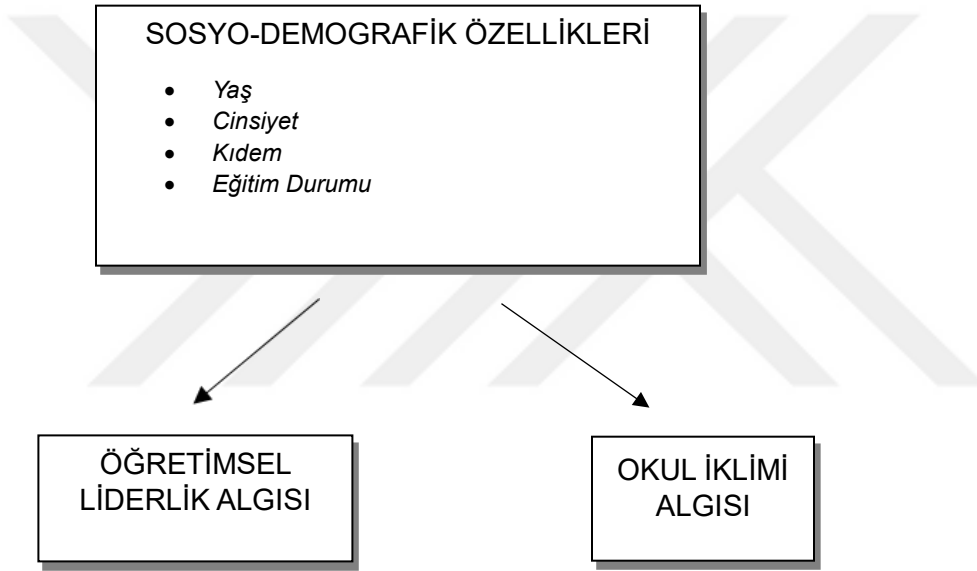 SOSYO-DEMOGRAFİK ÖZELLİKLERİ
• Yaş
• Cinsiyet
• Kıdem
• Eğitim Durumu
ÖĞRETİMSEL
LİDERLİK ALGISI
OKUL İKLİMİ
ALGISI